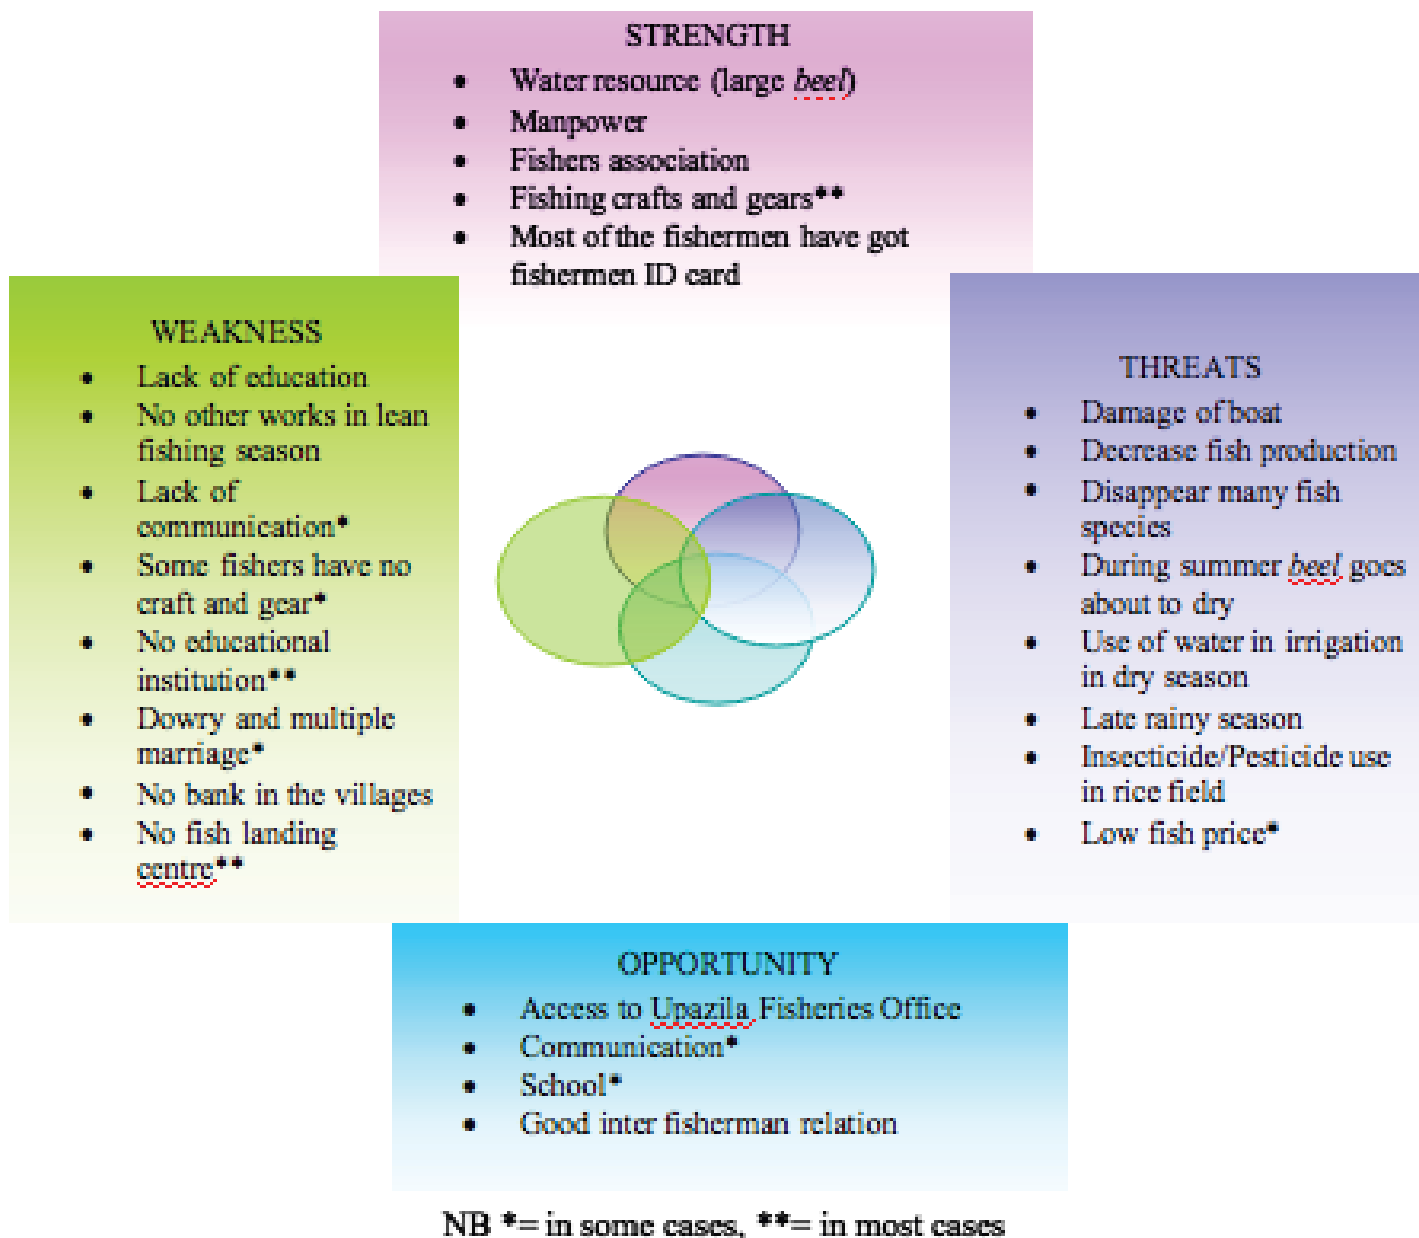 STRENGTH
• Water resource (large beel)
• Manpower
• Fishers association
• Fishing crafts and gears**
• Most of the fishermen have got
fishermen ID card
WEAKNESS
• Lack of education
• No other works in lean
fishing season
• Lack of
communication*
• Some fishers have no
craft and gear*
• No educational
institution**
• Dowry and multiple
marriage*
• No bank in the villages
• No fish landing
centre**
THREATS
• Damage of boat
• Decrease fish production
• Disappear many fish
species
• During summer beel goes
about to dry
• Use of water in irrigation
in dry season
• Late rainy season
• Insecticide/Pesticide use
in rice field
• Low fish price*
OPPORTUNITY
• Access to Upazila Fisheries Office
• Communication*
• School*
• Good inter fisherman relation
NB *= in some cases, **= in most cases